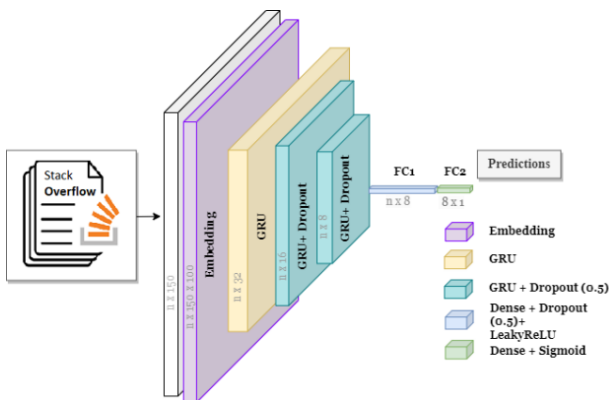 Stack
Overflow
n x 150
n x 150 x 100
Embedding
n x 32
GRU
n x 16
GRU+ Dropout
n x 8
GRU+ Dropout
FC1
n x 8
FC2
8 x 1
Predictions
Embedding
GRU
GRU + Dropout (0.5)
Dense + Dropout
(0.5)+
LeakyReLU
Dense + Sigmoid